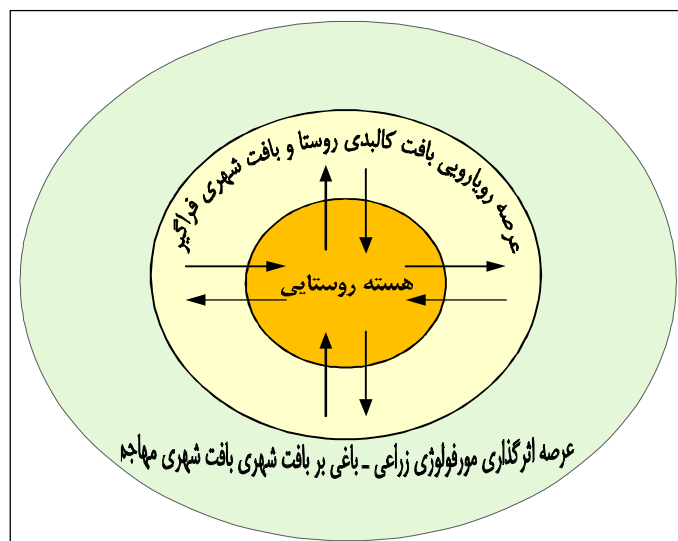 عرصه رویارویی بافت کالبدی روستا و بافت شهری فراگیر
هسته روستایی
عرصه اثرگذاری مورفولوژی زراعی ـ باغی بر بافت شهری بافت شهری مهاجم